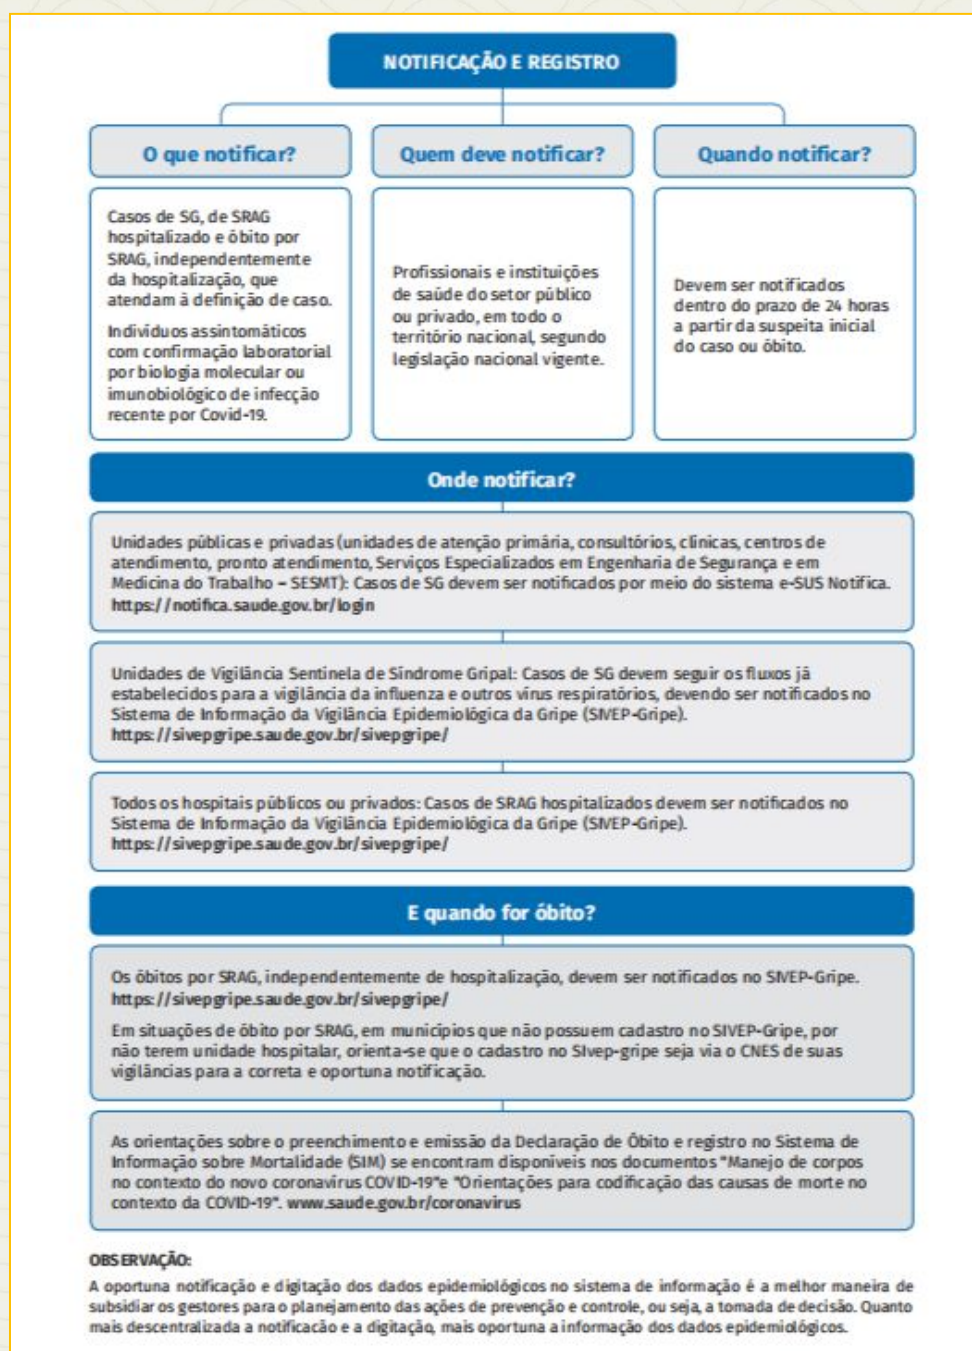 NOTIFICAÇÃO E REGISTRO
O que notificar?
Casos de SG, de SRAG
hospitalizado e óbito por
SRAG, independentemente
da hospitalização, que
atendam à definição de caso.
Indivíduos assintomáticos
com confirmação laboratorial
por biologia molecular ou
imunobiológico de infecção
recente por Covid-19.
Quem deve notificar?
Profissionais e instituições
de saúde do setor público
ou privado, em todo o
território nacional, segundo
legislação nacional vigente.
Quando notificar?
Devem ser notificados
dentro do prazo de 24 horas
a partir da suspeita inicial
do caso ou óbito.
Onde notificar?
Unidades públicas e privadas (unidades de atenção primária, consultórios, clínicas, centros de
atendimento, pronto atendimento, Serviços Especializados em Engenharia de Segurança e em
Medicina do Trabalho – SESMT): Casos de SG devem ser notificados por meio do sistema e-SUS Notifica.
https://notifica.saude.gov.br/login
Unidades de Vigilância Sentinela de Síndrome Gripal: Casos de SG devem seguir os fluxos já
estabelecidos para a vigilância da influenza e outros vírus respiratórios, devendo ser notificados no
Sistema de Informação da Vigilância Epidemiológica da Gripe (SIVEP-Gripe).
https://sivepgripe.saude.gov.br/sivepgripe/
Todos os hospitais públicos ou privados: Casos de SRAG hospitalizados devem ser notificados no
Sistema de Informação da Vigilância Epidemiológica da Gripe (SIVEP-Gripe).
https://sivepgripe.saude.gov.br/sivepgripe/
E quando for óbito?
Os óbitos por SRAG, independentemente de hospitalização, devem ser notificados no SIVEP-Gripe.
https://sivepgripe.saude.gov.br/sivepgripe/
Em situações de óbito por SRAG, em municípios que não possuem cadastro no SIVEP-Gripe, por
não terem unidade hospitalar, orienta-se que o cadastro no SIvep-gripe seja via o CNES de suas
vigilâncias para a correta e oportuna notificação.
As orientações sobre o preenchimento e emissão da Declaração de Óbito e registro no Sistema de
Informação sobre Mortalidade (SIM) se encontram disponíveis nos documentos "Manejo de corpos
no contexto do novo coronavírus COVID-19"e "Orientações para codificação das causas de morte no
contexto da COVID-19". www.saude.gov.br/coronavirus
OBSERVAÇÃO:
A oportuna notificação e digitação dos dados epidemiológicos no sistema de informação é a melhor maneira de
subsidiar os gestores para o planejamento das ações de prevenção e controle, ou seja, a tomada de decisão. Quanto
mais descentralizada a notificacão e a digitação, mais oportuna a informação dos dados epidemiológicos.